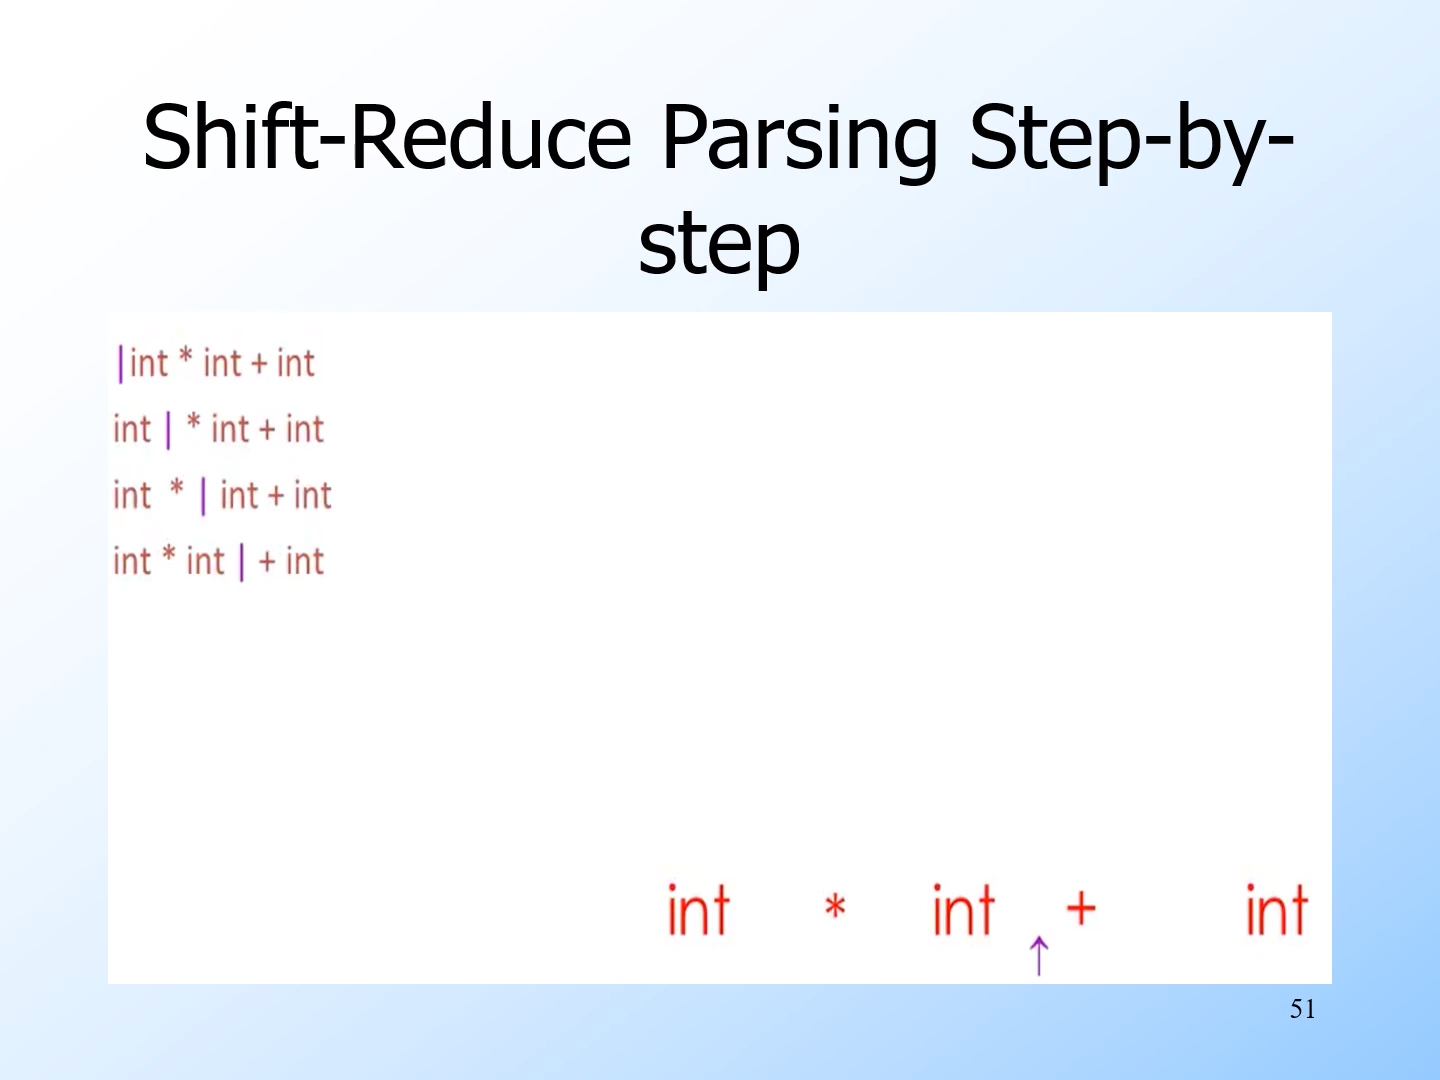 Shift-Reduce Parsing Step-by-
step
|int * int + int
int | * int + int
int * | int + int
int * int | + int
int * int + int
↑
51